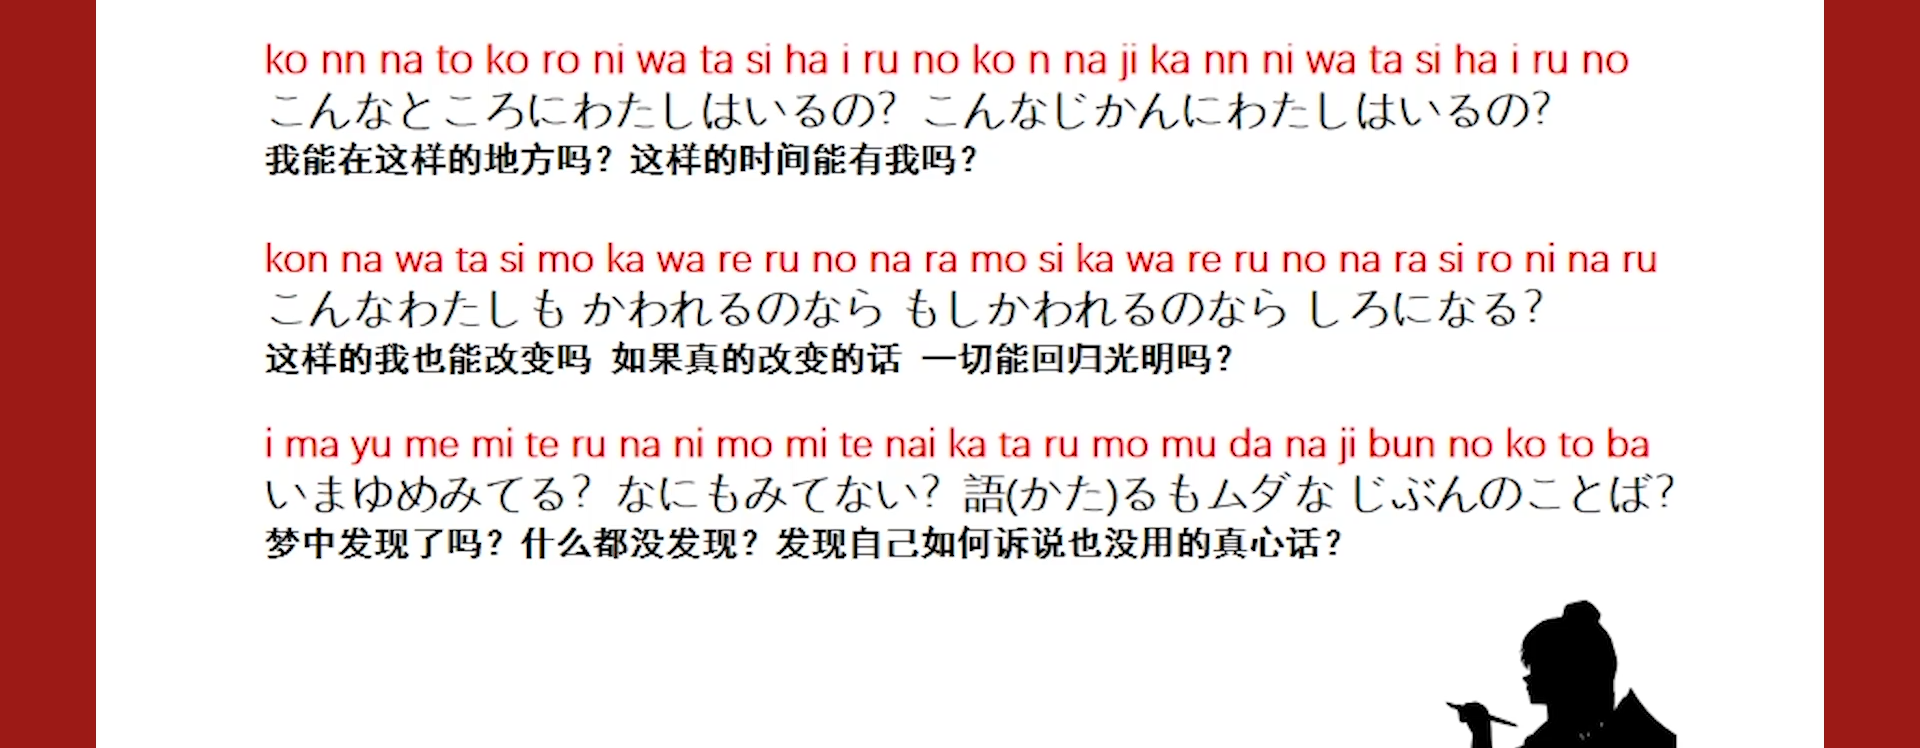 ko nn na to ko ro ni wa ta si ha i ru no ko n na ji ka nn ni wa ta si ha i ru no
こんなところにわたしはいるの？ こんなじかんにわたしはいるの？
我能在这样的地方吗？这样的时间能有我吗？
kon na wa ta si mo ka wa re ru no na ra mo si ka wa re ru no na ra si ro ni na ru
こんなわたしも かわれるのなら もしかわれるのなら しろになる？
这样的我也能改变吗 如果真的改变的话 一切能回归光明吗？
i ma yu me mi te ru na ni mo mi te nai ka ta ru mo mu da na ji bun no ko to ba
いまゆめみてる？ なにもみてない？ 語(かた)るもムダな じぶんのことば？
梦中发现了吗？什么都没发现？发现自己如何诉说也没用的真心话？